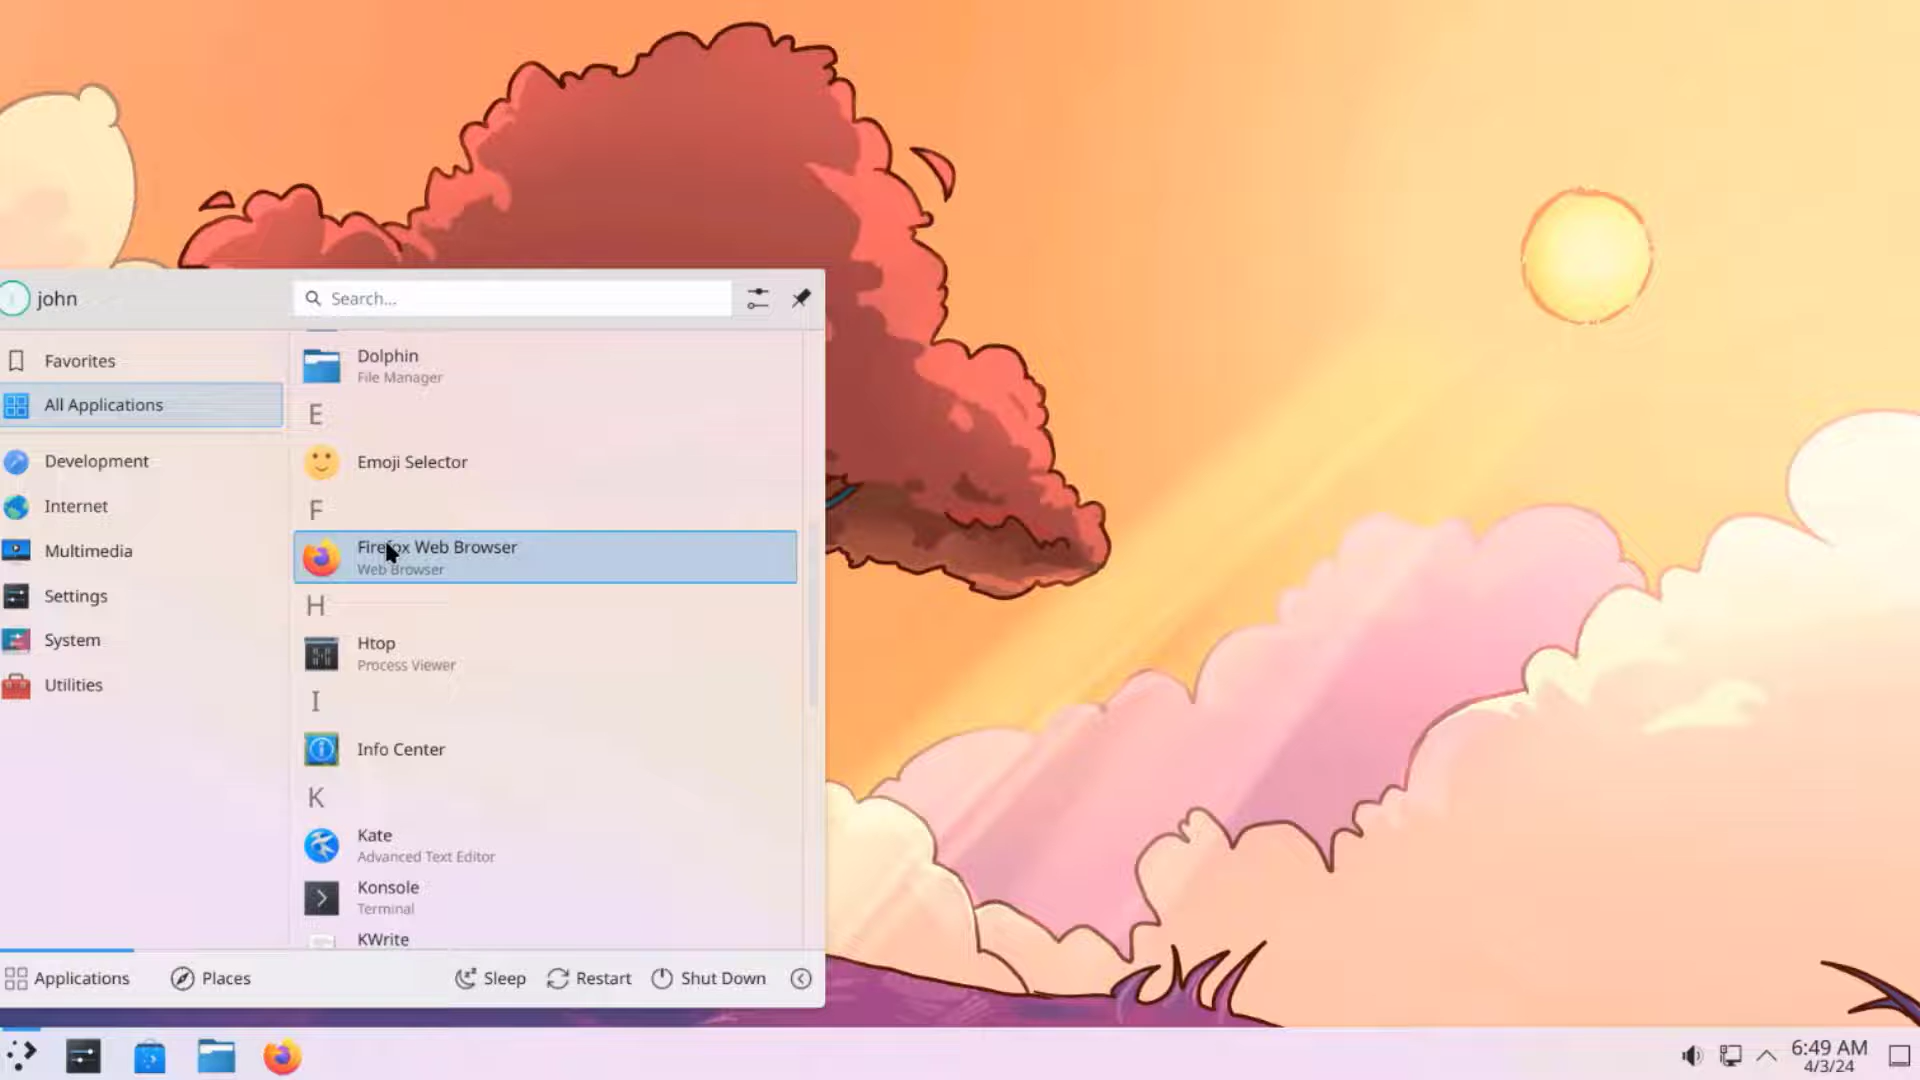 john
Search...
Favorites
All Applications
Development
Internet
Multimedia
Settings
System
Utilities
Dolphin
File Manager
E
Emoji Selector
F
Firefox Web Browser
Web Browser
H
Htop
Process Viewer
I
Info Center
K
Kate
Advanced Text Editor
Konsole
Terminal
KWrite
Applications
Places
Sleep
Restart
Shut Down
6:49 AM
4/3/24